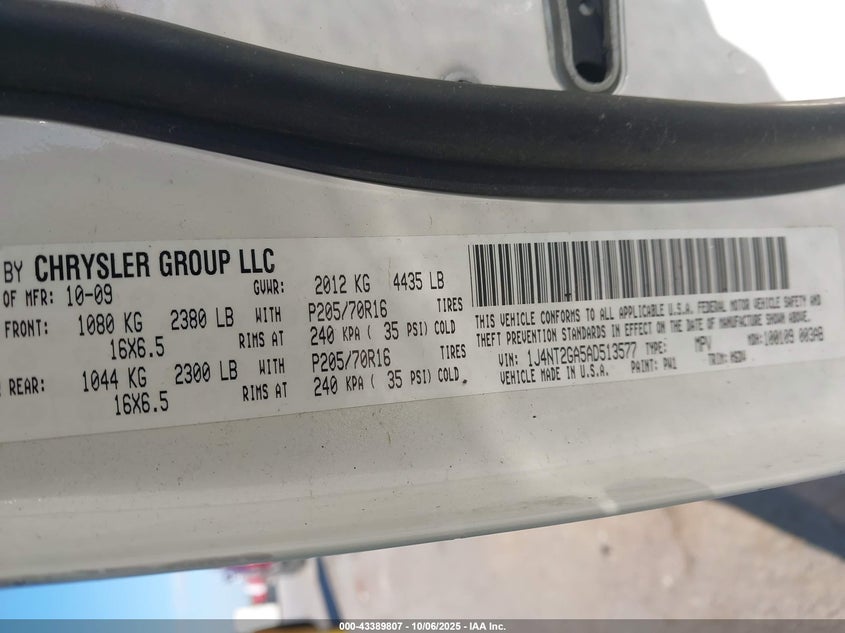 BY CHRYSLER GROUP LLC
OF MFR: 10-09 GVWR: 2012 KG 4435 LB
FRONT: 1080 KG 2380 LB WITH P205/70R16 TIRES
16X6.5 RIMS AT 240 KPA ( 35 PSI) COLD
REAR: 1044 KG 2300 LB WITH P205/70R16 TIRES
16X6.5 RIMS AT 240 KPA ( 35 PSI) COLD
THIS VEHICLE CONFORMS TO ALL APPLICABLE U.S.A. FEDERAL MOTOR VEHICLE SAFETY AND
THEFT PREVENTION STANDARDS IN EFFECT ON THE DATE OF MANUFACTURE SHOWN ABOVE.
VIN: 1J4NT2GA5AD513577 TYPE: MPV MDH: 100109 003AB
VEHICLE MADE IN U.S.A. PAINT: PW1 TRIM:
000-43389807 - 10/06/2025 - IAA Inc.